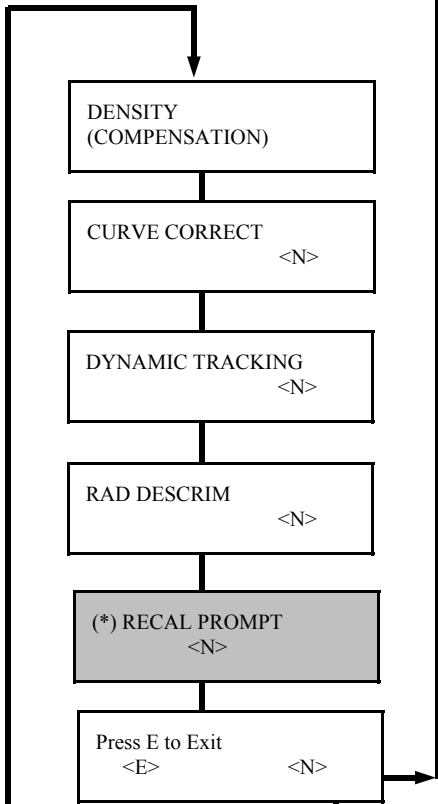 DENSITY
(COMPENSATION)
CURVE CORRECT
<N>
DYNAMIC TRACKING
<N>
RAD DESCRIM
<N>
(*) RECAL PROMPT
<N>
Press E to Exit
<E> <N>